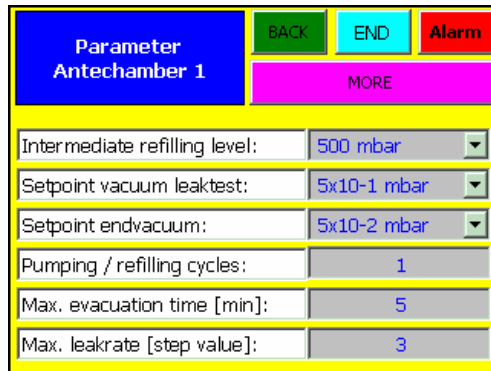 Parameter
Antechamber 1
BACK
END
Alarm
MORE
Intermediate refilling level: 500 mbar
Setpoint vacuum leaktest: 5x10-1 mbar
Setpoint endvacuum: 5x10-2 mbar
Pumping / refilling cycles: 1
Max. evacuation time [min]: 5
Max. leakrate [step value]: 3